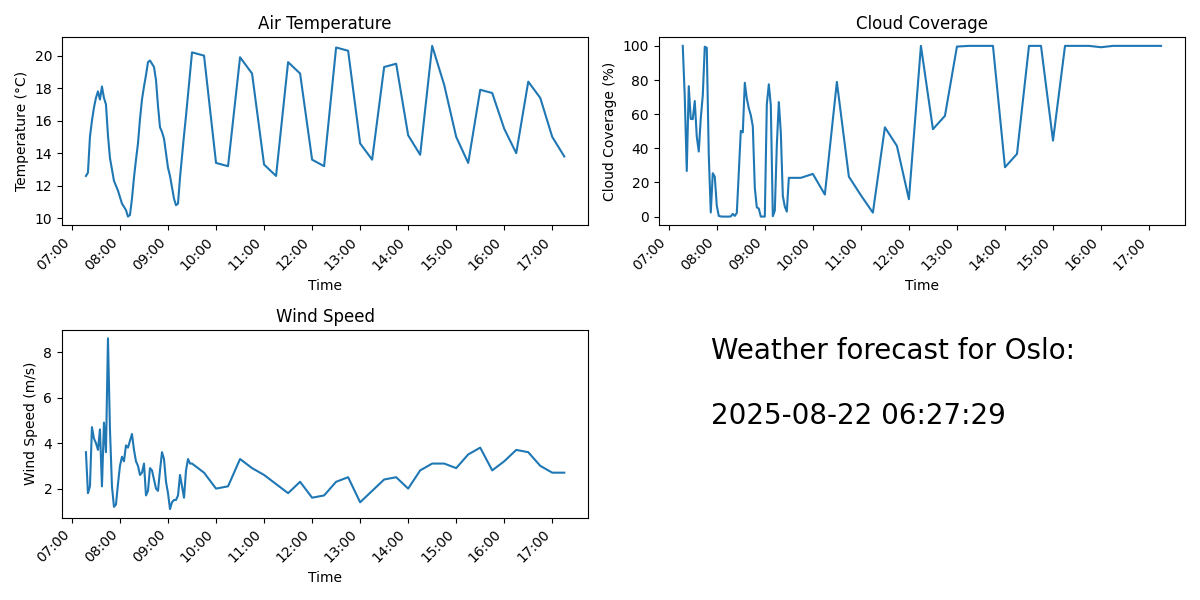 Air Temperature
Temperature (°C)
20
18
16
14
12
10
07:00 08:00 09:00 10:00 11:00 12:00 13:00 14:00 15:00 16:00 17:00
Time
Cloud Coverage
Cloud Coverage (%)
100
80
60
40
20
0
07:00 08:00 09:00 10:00 11:00 12:00 13:00 14:00 15:00 16:00 17:00
Time
Wind Speed
Wind Speed (m/s)
8
6
4
2
07:00 08:00 09:00 10:00 11:00 12:00 13:00 14:00 15:00 16:00 17:00
Time
Weather forecast for Oslo:
2025-08-22 06:27:29